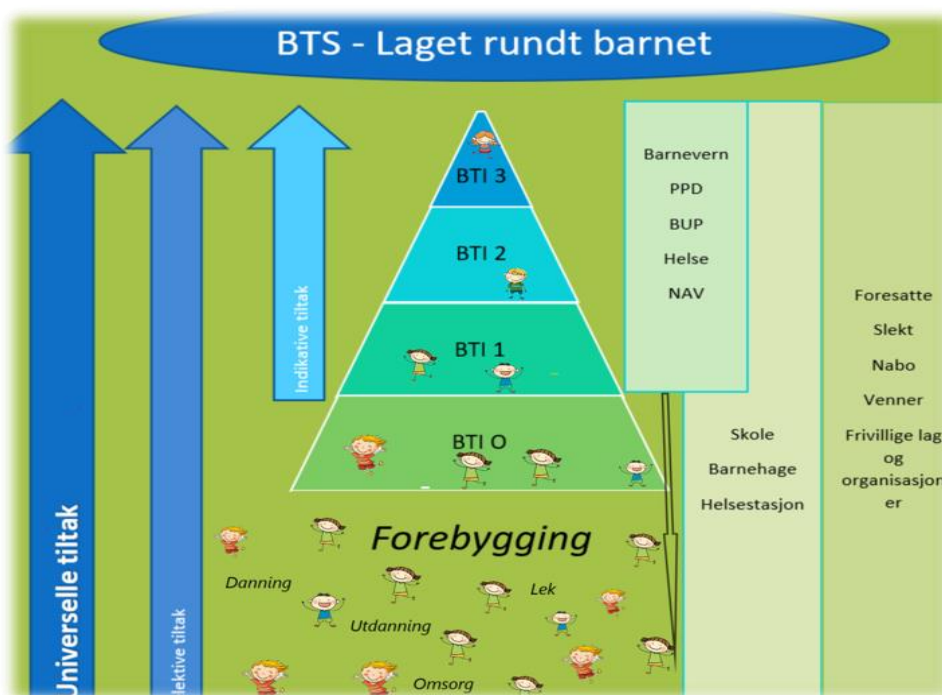 BTS - Laget rundt barnet
Universelle tiltak
lektive tiltak
Indikative tiltak
BTI 3
BTI 2
BTI 1
BTI O
Forebygging
Danning
Lek
Utdanning
Omsorg
Barnevern
PPD
BUP
Helse
NAV
Skole
Barnehage
Helsestasjon
Foresatte
Slekt
Nabo
Venner
Frivillige lag
og
organisasjon
er